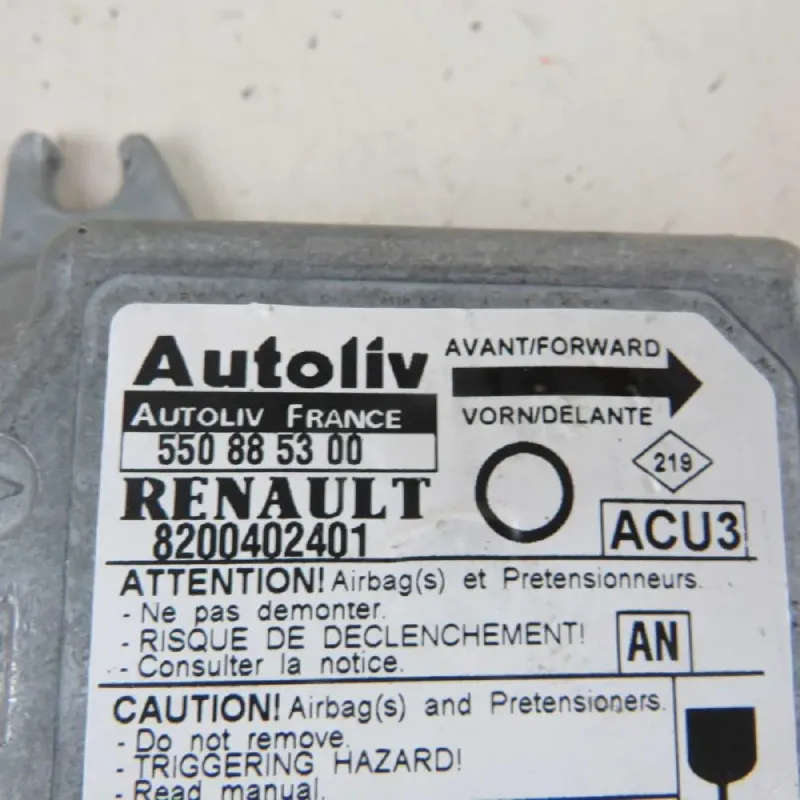 Autoliv
AUTOLIV FRANCE
550 88 53 00
RENAULT
8200402401
AVANT/FORWARD
VORN/DELANTE
219
ACU3
ATTENTION! Airbag(s) et Pretensionneurs.
- Ne pas demonter.
- RISQUE DE DECLENCHEMENT!
- Consulter la notice.
AN
CAUTION! Airbag(s) and Pretensioners.
- Do not remove.
- TRIGGERING HAZARD!
- Read manual.